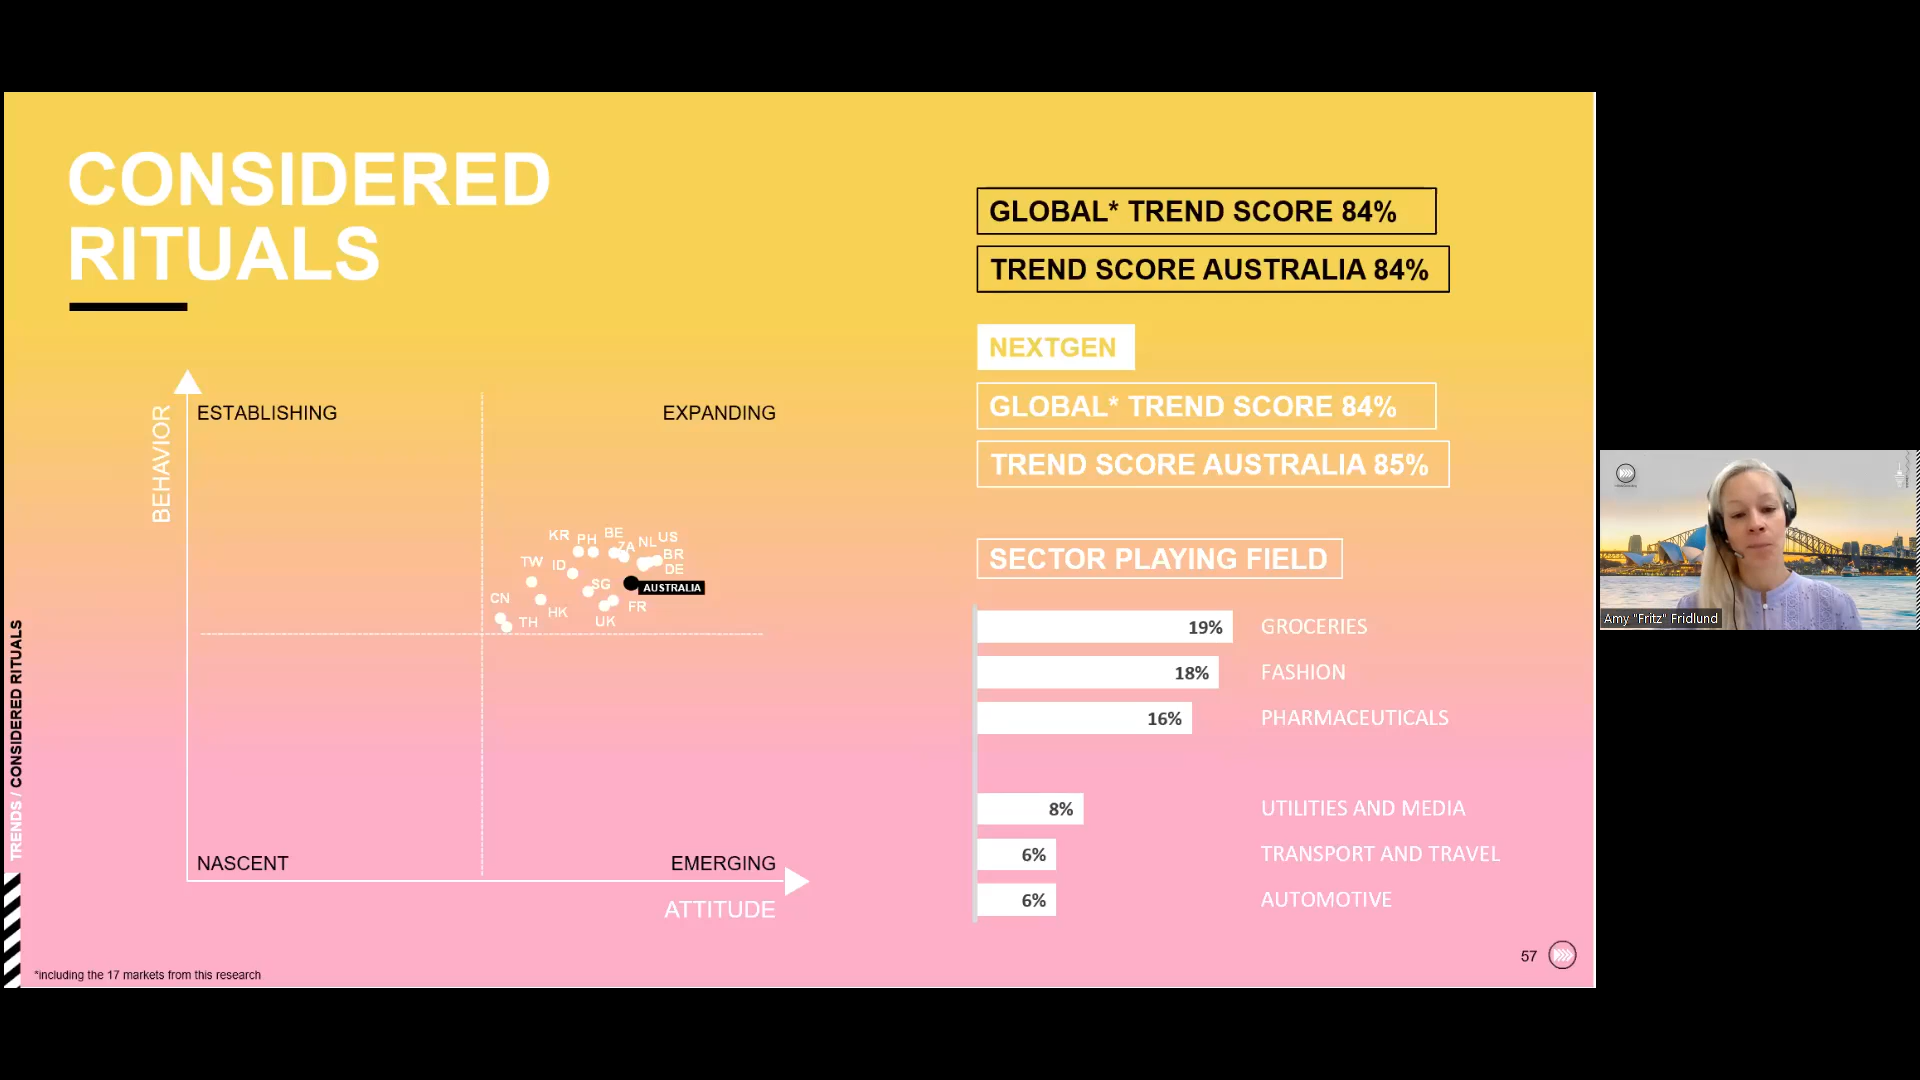 CONSIDERED
RITUALS
GLOBAL* TREND SCORE 84%
TREND SCORE AUSTRALIA 84%
NEXTGEN
GLOBAL* TREND SCORE 84%
TREND SCORE AUSTRALIA 85%
BEHAVIOR
ESTABLISHING
EXPANDING
KR PH BE ZA NL US
BR
TW ID DE
SG AUSTRALIA
CN
HK FR
TH UK
NASCENT
EMERGING
ATTITUDE
SECTOR PLAYING FIELD
19% GROCERIES
18% FASHION
16% PHARMACEUTICALS
8% UTILITIES AND MEDIA
6% TRANSPORT AND TRAVEL
6% AUTOMOTIVE
TRENDS / CONSIDERED RITUALS
*including the 17 markets from this research
57
Amy "Fritz" Fridlund